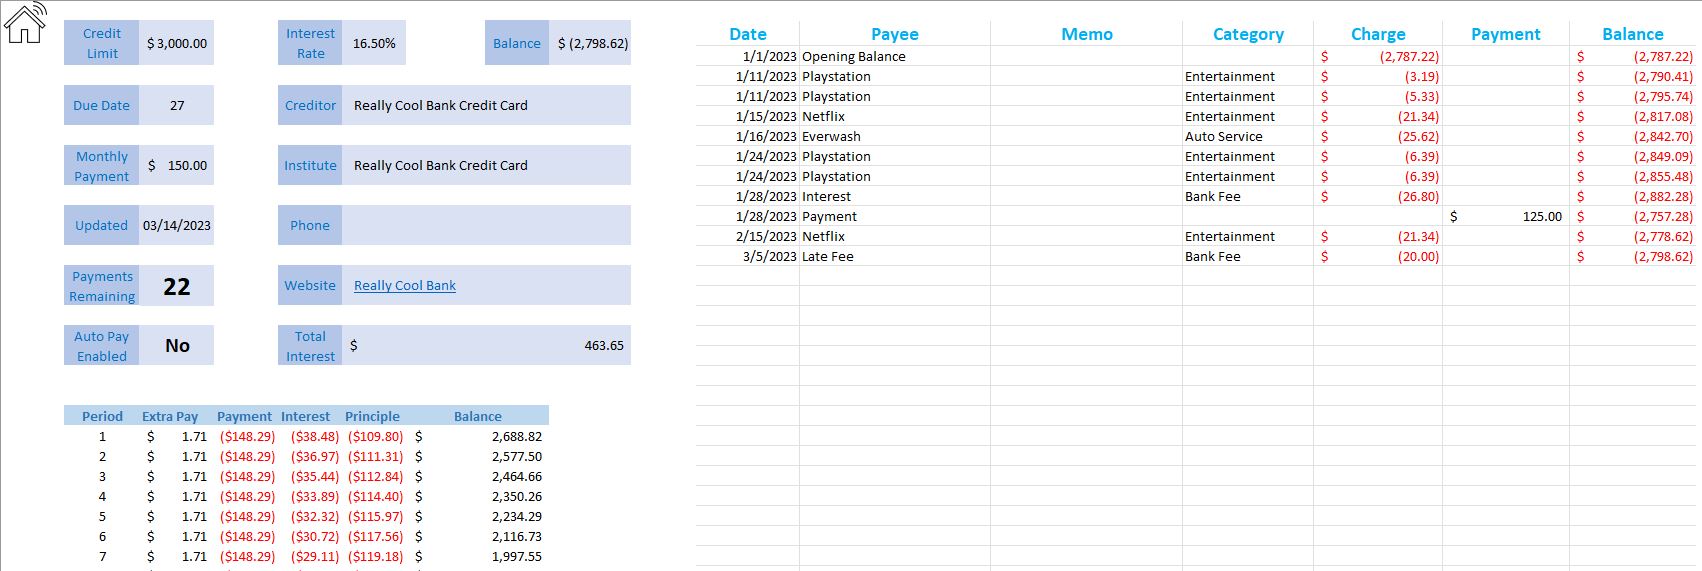 Credit Limit $ 3,000.00 Interest Rate 16.50% Balance $ (2,798.62)
Due Date 27 Creditor Really Cool Bank Credit Card
Monthly Payment $ 150.00 Institute Really Cool Bank Credit Card
Updated 03/14/2023 Phone
Payments Remaining 22 Website Really Cool Bank
Auto Pay Enabled No Total Interest $ 463.65
Period Extra Pay Payment Interest Principle Balance
1 $ 1.71 ($148.29) ($38.48) ($109.80) $ 2,688.82
2 $ 1.71 ($148.29) ($36.97) ($111.31) $ 2,577.50
3 $ 1.71 ($148.29) ($35.44) ($112.84) $ 2,464.66
4 $ 1.71 ($148.29) ($33.89) ($114.40) $ 2,350.26
5 $ 1.71 ($148.29) ($32.32) ($115.97) $ 2,234.29
6 $ 1.71 ($148.29) ($30.72) ($117.56) $ 2,116.73
7 $ 1.71 ($148.29) ($29.11) ($119.18) $ 1,997.55
Date Payee Memo Category Charge Payment Balance
1/1/2023 Opening Balance $ (2,787.22) $ (2,787.22)
1/11/2023 Playstation Entertainment $ (3.19) $ (2,790.41)
1/11/2023 Playstation Entertainment $ (5.33) $ (2,795.74)
1/15/2023 Netflix Entertainment $ (21.34) $ (2,817.08)
1/16/2023 Everwash Auto Service $ (25.62) $ (2,842.70)
1/24/2023 Playstation Entertainment $ (6.39) $ (2,849.09)
1/24/2023 Playstation Entertainment $ (6.39) $ (2,855.48)
1/28/2023 Interest Bank Fee $ (26.80) $ (2,882.28)
1/28/2023 Payment $ 125.00 $ (2,757.28)
2/15/2023 Netflix Entertainment $ (21.34) $ (2,778.62)
3/5/2023 Late Fee Bank Fee $ (20.00) $ (2,798.62)